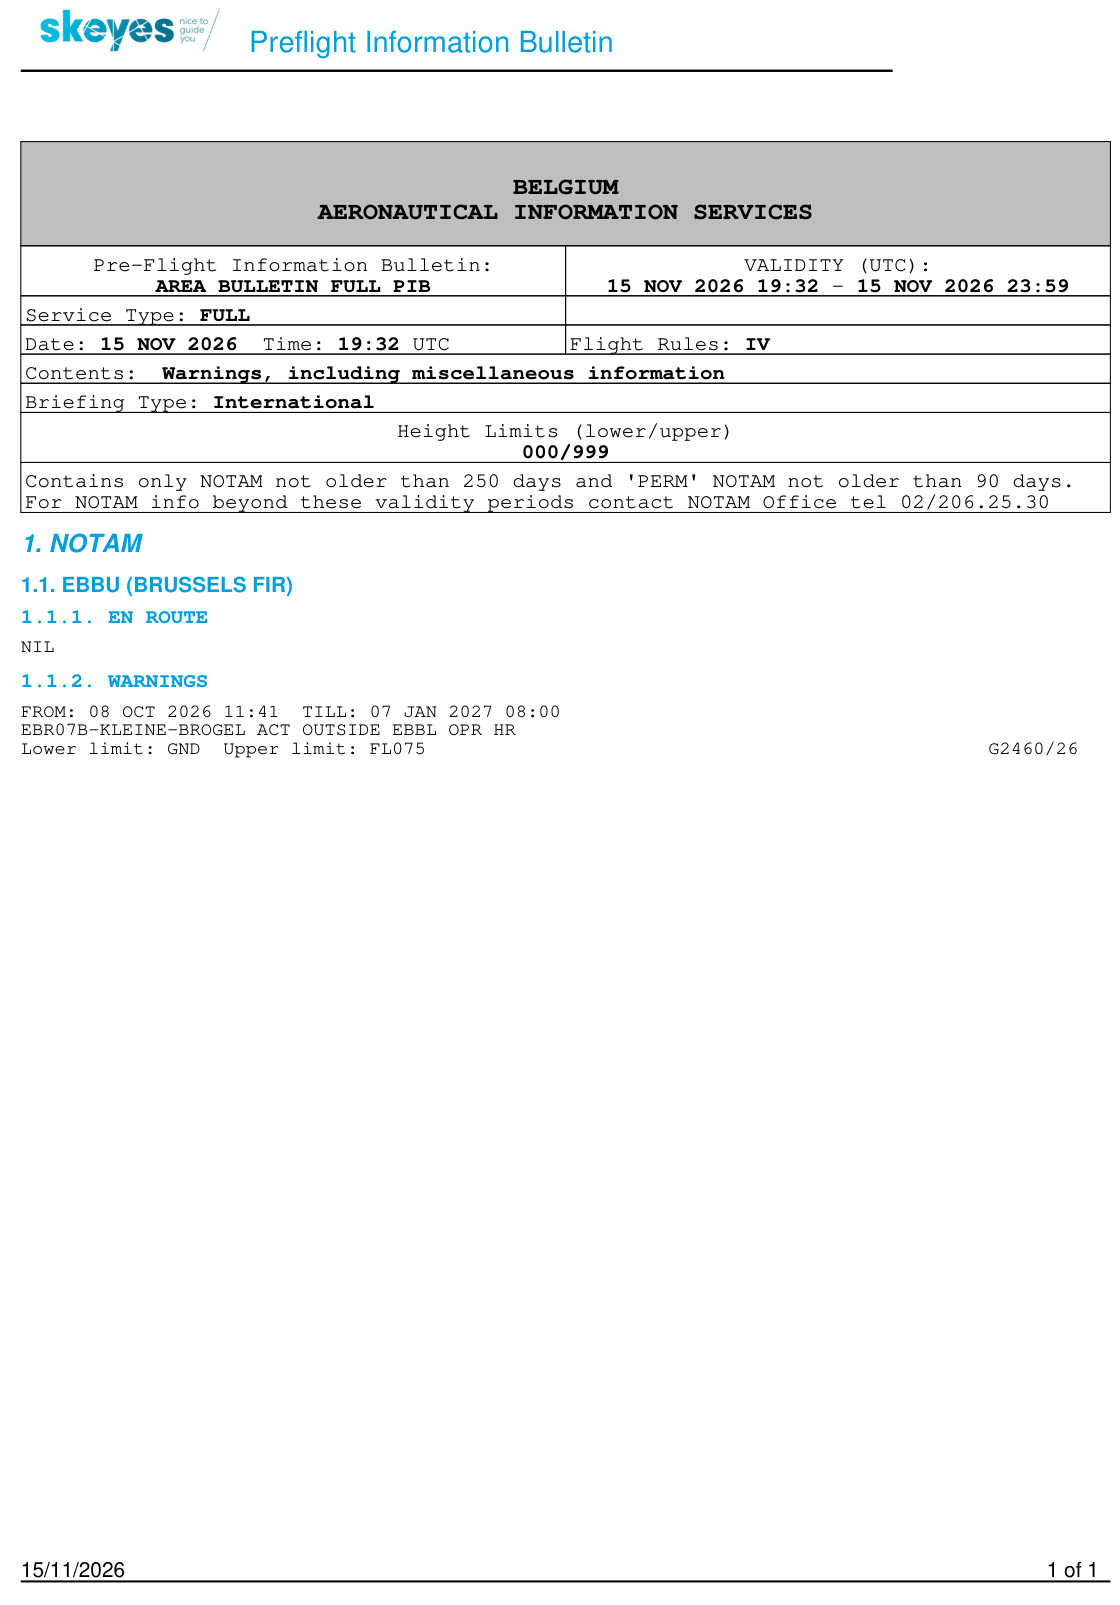 skeyes nice to guide you
Preflight Information Bulletin
BELGIUM
AERONAUTICAL INFORMATION SERVICES
Pre-Flight Information Bulletin:
AREA BULLETIN FULL PIB
VALIDITY (UTC):
15 NOV 2026 19:32 - 15 NOV 2026 23:59
Service Type: FULL
Date: 15 NOV 2026 Time: 19:32 UTC
Flight Rules: IV
Contents: Warnings, including miscellaneous information
Briefing Type: International
Height Limits (lower/upper)
000/999
Contains only NOTAM not older than 250 days and 'PERM' NOTAM not older than 90 days.
For NOTAM info beyond these validity periods contact NOTAM Office tel 02/206.25.30
1. NOTAM
1.1. EBBU (BRUSSELS FIR)
1.1.1. EN ROUTE
NIL
1.1.2. WARNINGS
FROM: 08 OCT 2026 11:41 TILL: 07 JAN 2027 08:00
EBR07B-KLEINE-BROGEL ACT OUTSIDE EBBL OPR HR
Lower limit: GND Upper limit: FL075 G2460/26
15/11/2026 1 of 1